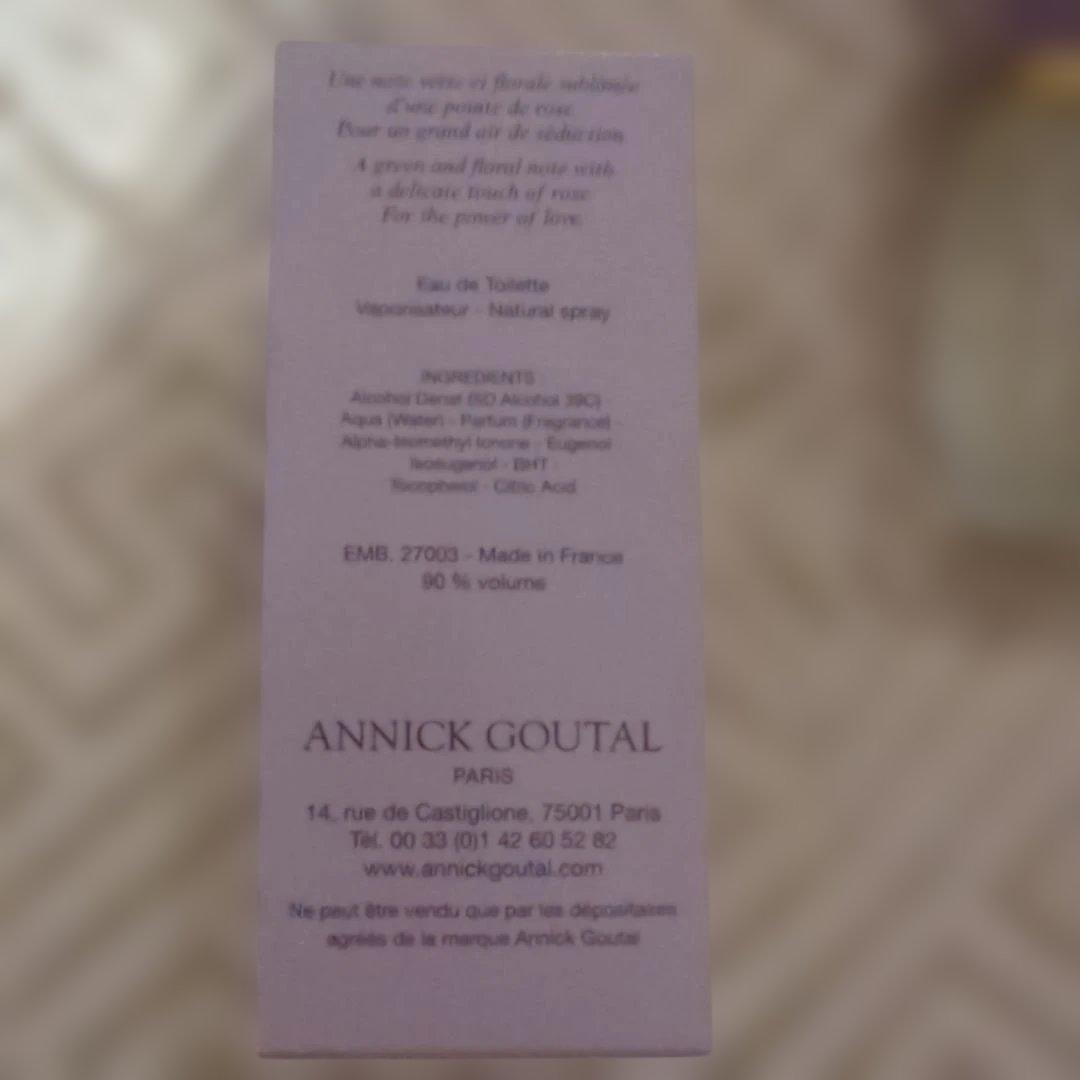 Une note verte et florale sublimée
d'une pointe de rose.
Pour un grand air de séduction.
A green and floral note with
a delicate touch of rose.
For the power of love.
Eau de Toilette
Vaporisateur - Natural spray
INGREDIENTS
Alcohol Denat (SD Alcohol 39C)
Aqua (Water) - Parfum (Fragrance) -
Alpha-Isomethyl Ionone - Eugenol
Isoeugenol - BHT -
Tocopherol - Citric Acid
EMB. 27003 - Made in France
90 % volume
ANNICK GOUTAL
PARIS
14, rue de Castiglione, 75001 Paris
Tél. 00 33 (0)1 42 60 52 82
www.annickgoutal.com
Ne peut être vendu que par les dépositaires
agréés de la marque Annick Goutal